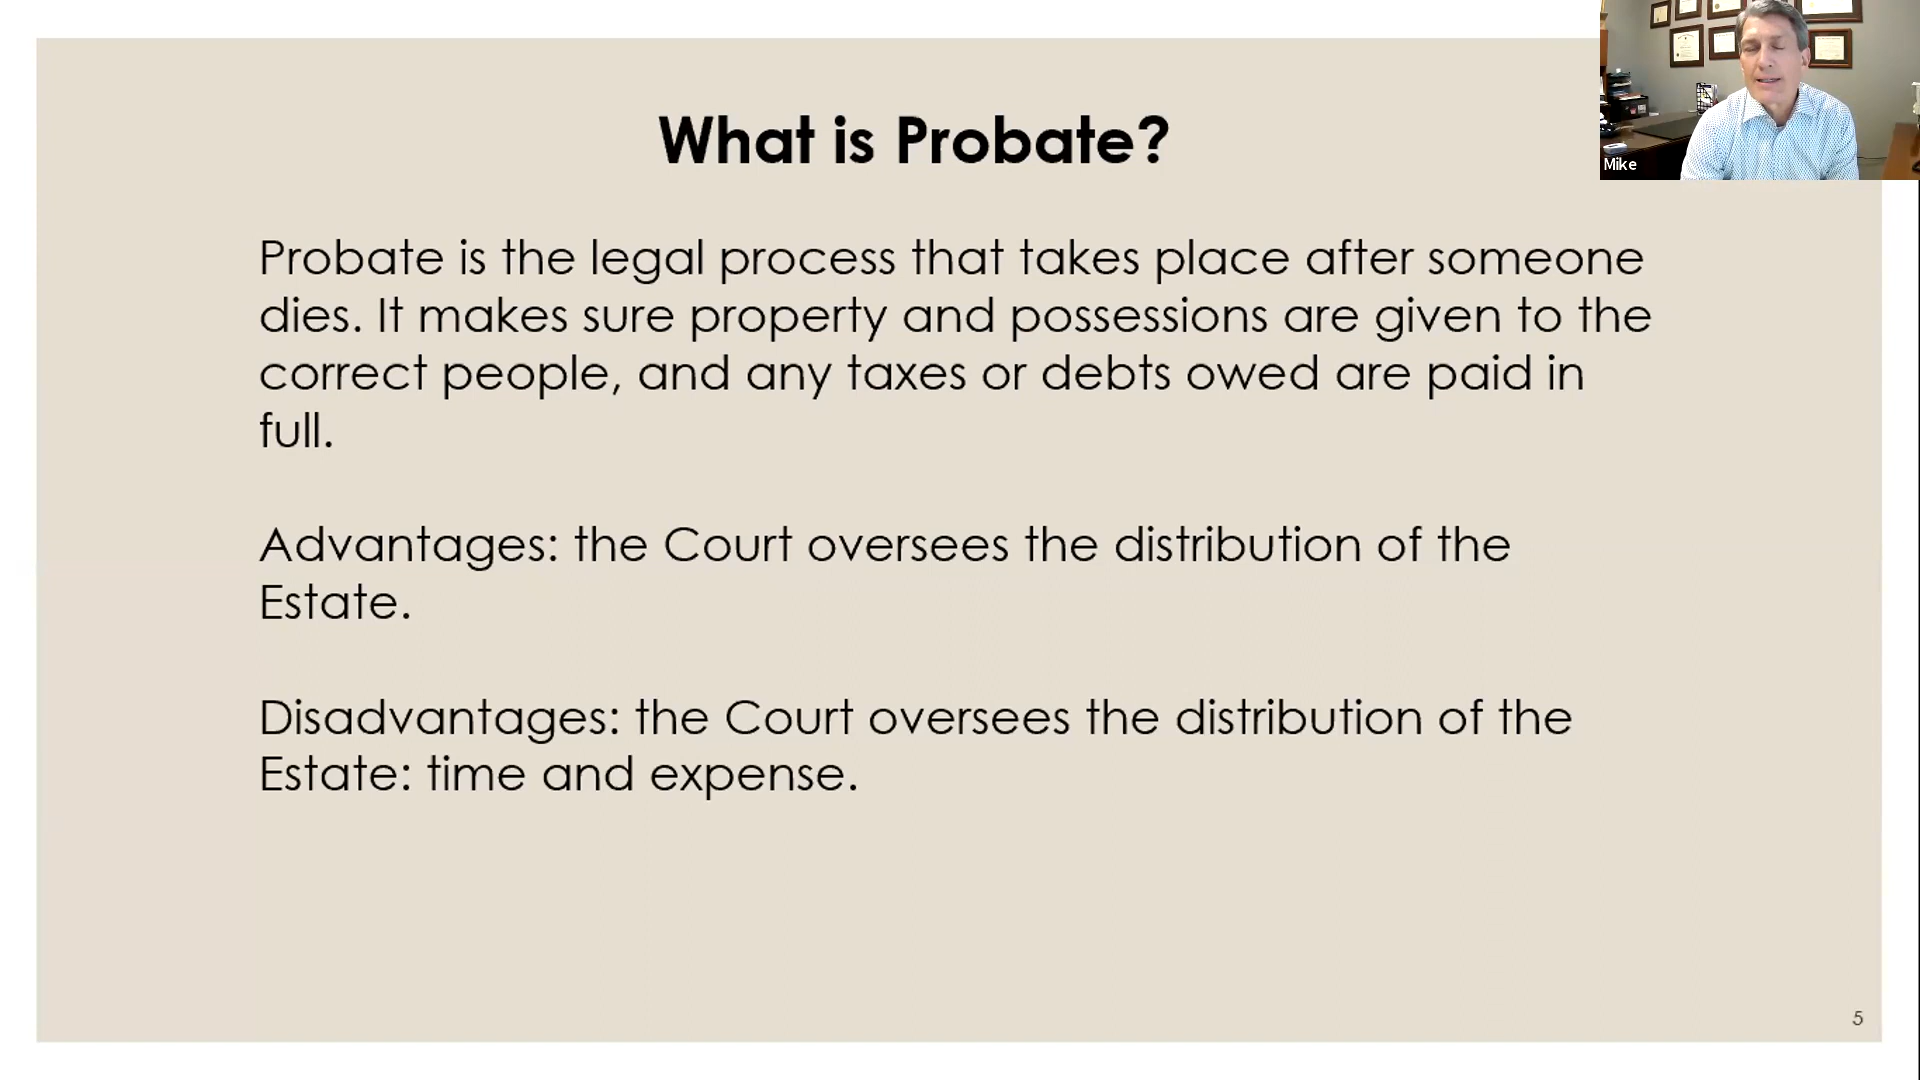 What is Probate?
Mike
Probate is the legal process that takes place after someone
dies. It makes sure property and possessions are given to the
correct people, and any taxes or debts owed are paid in
full.
Advantages: the Court oversees the distribution of the
Estate.
Disadvantages: the Court oversees the distribution of the
Estate: time and expense.
5